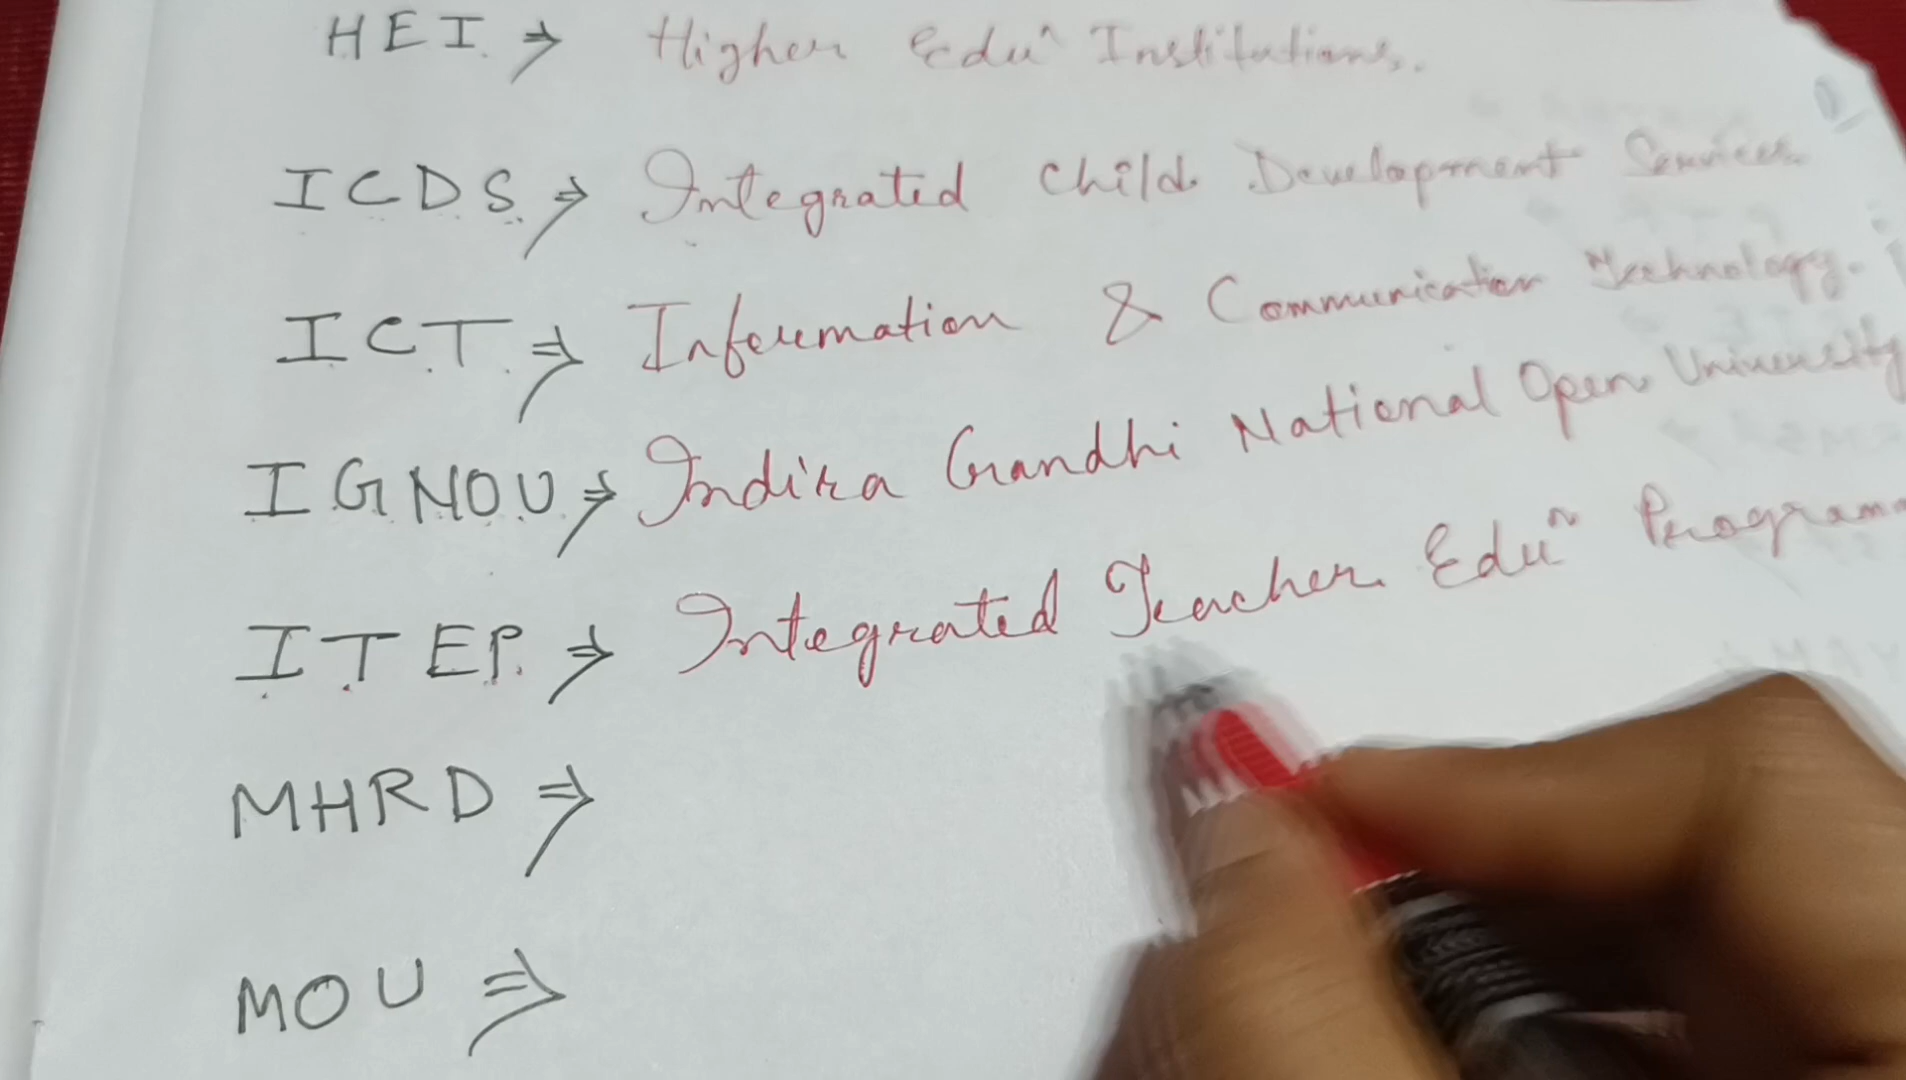 HEI. ⇒ Higher Eduⁿ Institutions.
ICDS. ⇒ Integrated Child Development Services.
I.C.T. ⇒ Information & Communication Technology.
IGNOU ⇒ Indira Gandhi National Open University
ITEP. ⇒ Integrated Teacher Eduⁿ Program
MHRD ⇒
MOU ⇒